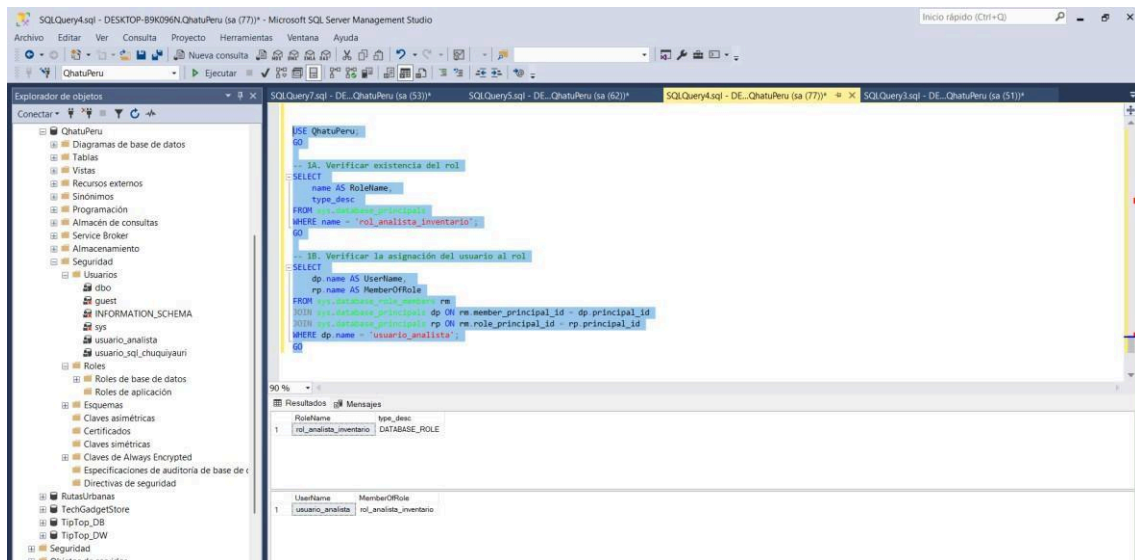 SQLQuery4.sql - DESKTOP-B9K096N.QhatuPeru (sa (77))* - Microsoft SQL Server Management Studio
Inicio rápido (Ctrl+Q)
Archivo Editar Ver Consulta Proyecto Herramientas Ventana Ayuda
Nueva consulta
QhatuPeru
Ejecutar
Explorador de objetos
SQLQuery7.sql - DE...QhatuPeru (sa (53))*
SQLQuery5.sql - DE...QhatuPeru (sa (62))*
SQLQuery4.sql - DE...QhatuPeru (sa (77))*
SQLQuery3.sql - DE...QhatuPeru (sa (51))*
Conectar
QhatuPeru
Diagramas de base de datos
Tablas
Vistas
Recursos externos
Sinónimos
Programación
Almacén de consultas
Service Broker
Almacenamiento
Seguridad
Usuarios
dbo
guest
INFORMATION_SCHEMA
sys
usuario_analista
usuario_sql_chuquiyauri
Roles
Roles de base de datos
Roles de aplicación
Esquemas
Claves asimétricas
Certificados
Claves simétricas
Claves de Always Encrypted
Especificaciones de auditoría de base de
Directivas de seguridad
RutasUrbanas
TechGadgetStore
TipTop_DB
TipTop_DW
Seguridad
USE QhatuPeru;
GO
-- 1A. Verificar existencia del rol
SELECT
name AS RoleName,
type_desc
FROM sys.database_principals
WHERE name = 'rol_analista_inventario';
GO
-- 1B. Verificar la asignación del usuario al rol
SELECT
dp.name AS UserName,
rp.name AS MemberOfRole
FROM sys.database_role_members rm
JOIN sys.database_principals dp ON rm.member_principal_id = dp.principal_id
JOIN sys.database_principals rp ON rm.role_principal_id = rp.principal_id
WHERE dp.name = 'usuario_analista';
GO
90 %
Resultados Mensajes
RoleName type_desc
1 rol_analista_inventario DATABASE_ROLE
UserName MemberOfRole
1 usuario_analista rol_analista_inventario